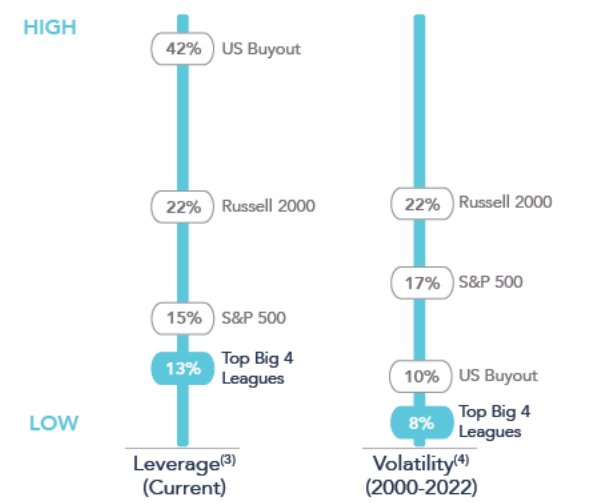 HIGH
42% US Buyout
22% Russell 2000
15% S&P 500
13% Top Big 4
Leagues
LOW
Leverage(3)
(Current)
22% Russell 2000
17% S&P 500
10% US Buyout
8% Top Big 4
Leagues
Volatility(4)
(2000-2022)